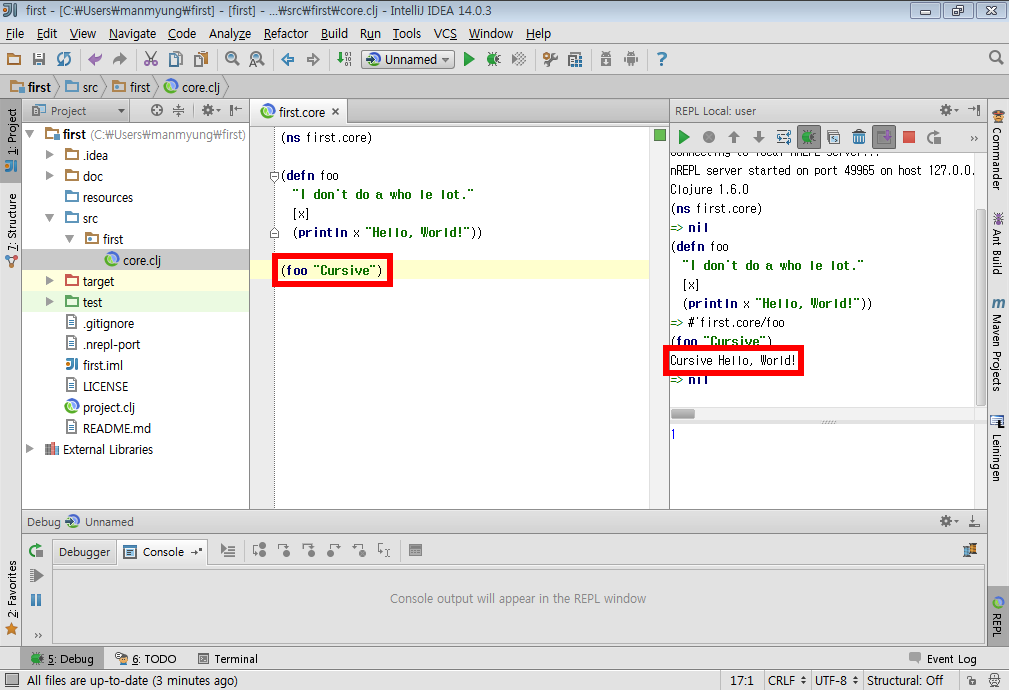 first - [C:₩Users₩manmyung₩first] - [first] - ...₩src₩first₩core.clj - IntelliJ IDEA 14.0.3
File Edit View Navigate Code Analyze Refactor Build Run Tools VCS Window Help
Unnamed
first src first core.clj
1: Project
7: Structure
2: Favorites
Project
first (C:₩Users₩manmyung₩first)
.idea
doc
resources
src
first
core.clj
target
test
.gitignore
.nrepl-port
first.iml
LICENSE
project.clj
README.md
External Libraries
first.core
(ns first.core)
(defn foo
"I don't do a who le lot."
[x]
(println x "Hello, World!"))
(foo "Cursive")
REPL Local: user
Connecting to local nREPL server...
nREPL server started on port 49965 on host 127.0.0.
Clojure 1.6.0
(ns first.core)
=> nil
(defn foo
"I don't do a who le lot."
[x]
(println x "Hello, World!"))
=> #'first.core/foo
(foo "Cursive")
Cursive Hello, World!
=> nil
1
Commander
Ant Build
Maven Projects
Leiningen
REPL
Debug Unnamed
Debugger Console
Console output will appear in the REPL window
5: Debug 6: TODO Terminal Event Log
All files are up-to-date (3 minutes ago) 17:1 CRLF UTF-8 Structural: Off